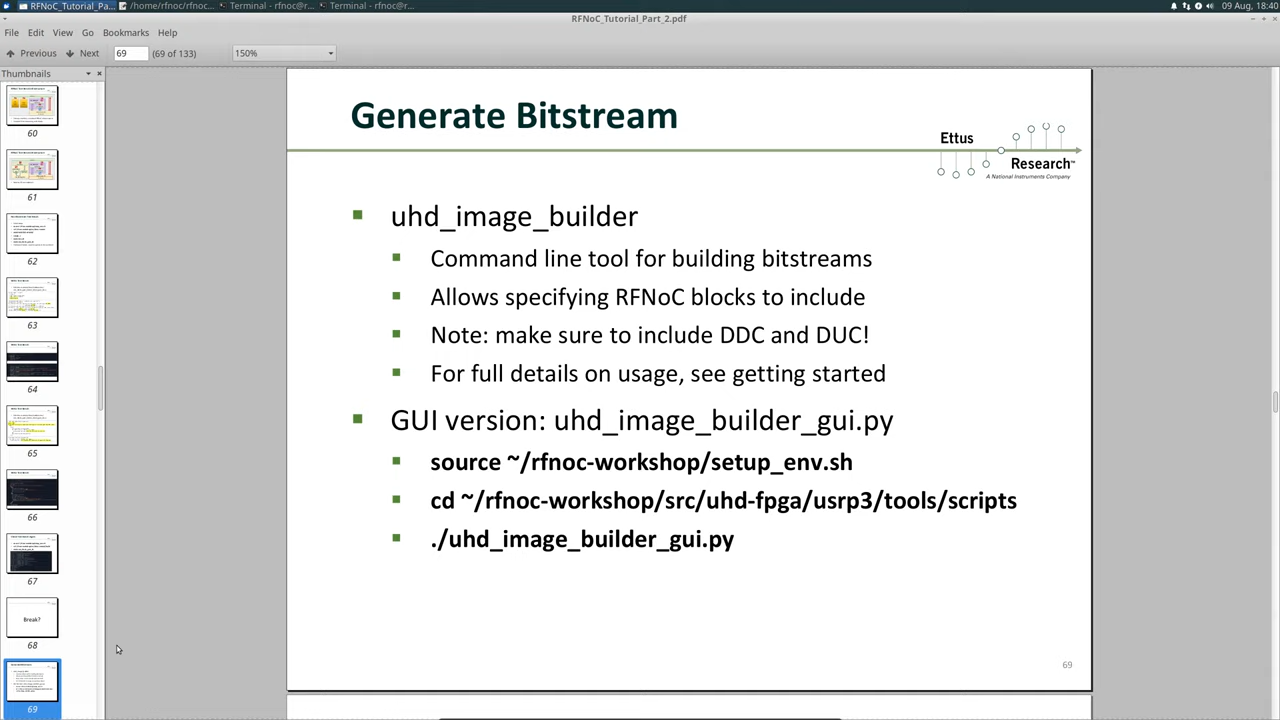 RFNoC_Tutorial_Pa...
/home/rfnoc/rfnoc...
Terminal - rfnoc@r...
Terminal - rfnoc@r...
09 Aug, 18:40
RFNoC_Tutorial_Part_2.pdf
File Edit View Go Bookmarks Help
Previous Next 69 (69 of 133) 150%
Thumbnails
60
61
62
63
64
65
66
67
Break?
68
69
Generate Bitstream
Ettus
Research™
A National Instruments Company
uhd_image_builder
Command line tool for building bitstreams
Allows specifying RFNoC blocks to include
Note: make sure to include DDC and DUC!
For full details on usage, see getting started
GUI version: uhd_image_builder_gui.py
source ~/rfnoc-workshop/setup_env.sh
cd ~/rfnoc-workshop/src/uhd-fpga/usrp3/tools/scripts
./uhd_image_builder_gui.py
69